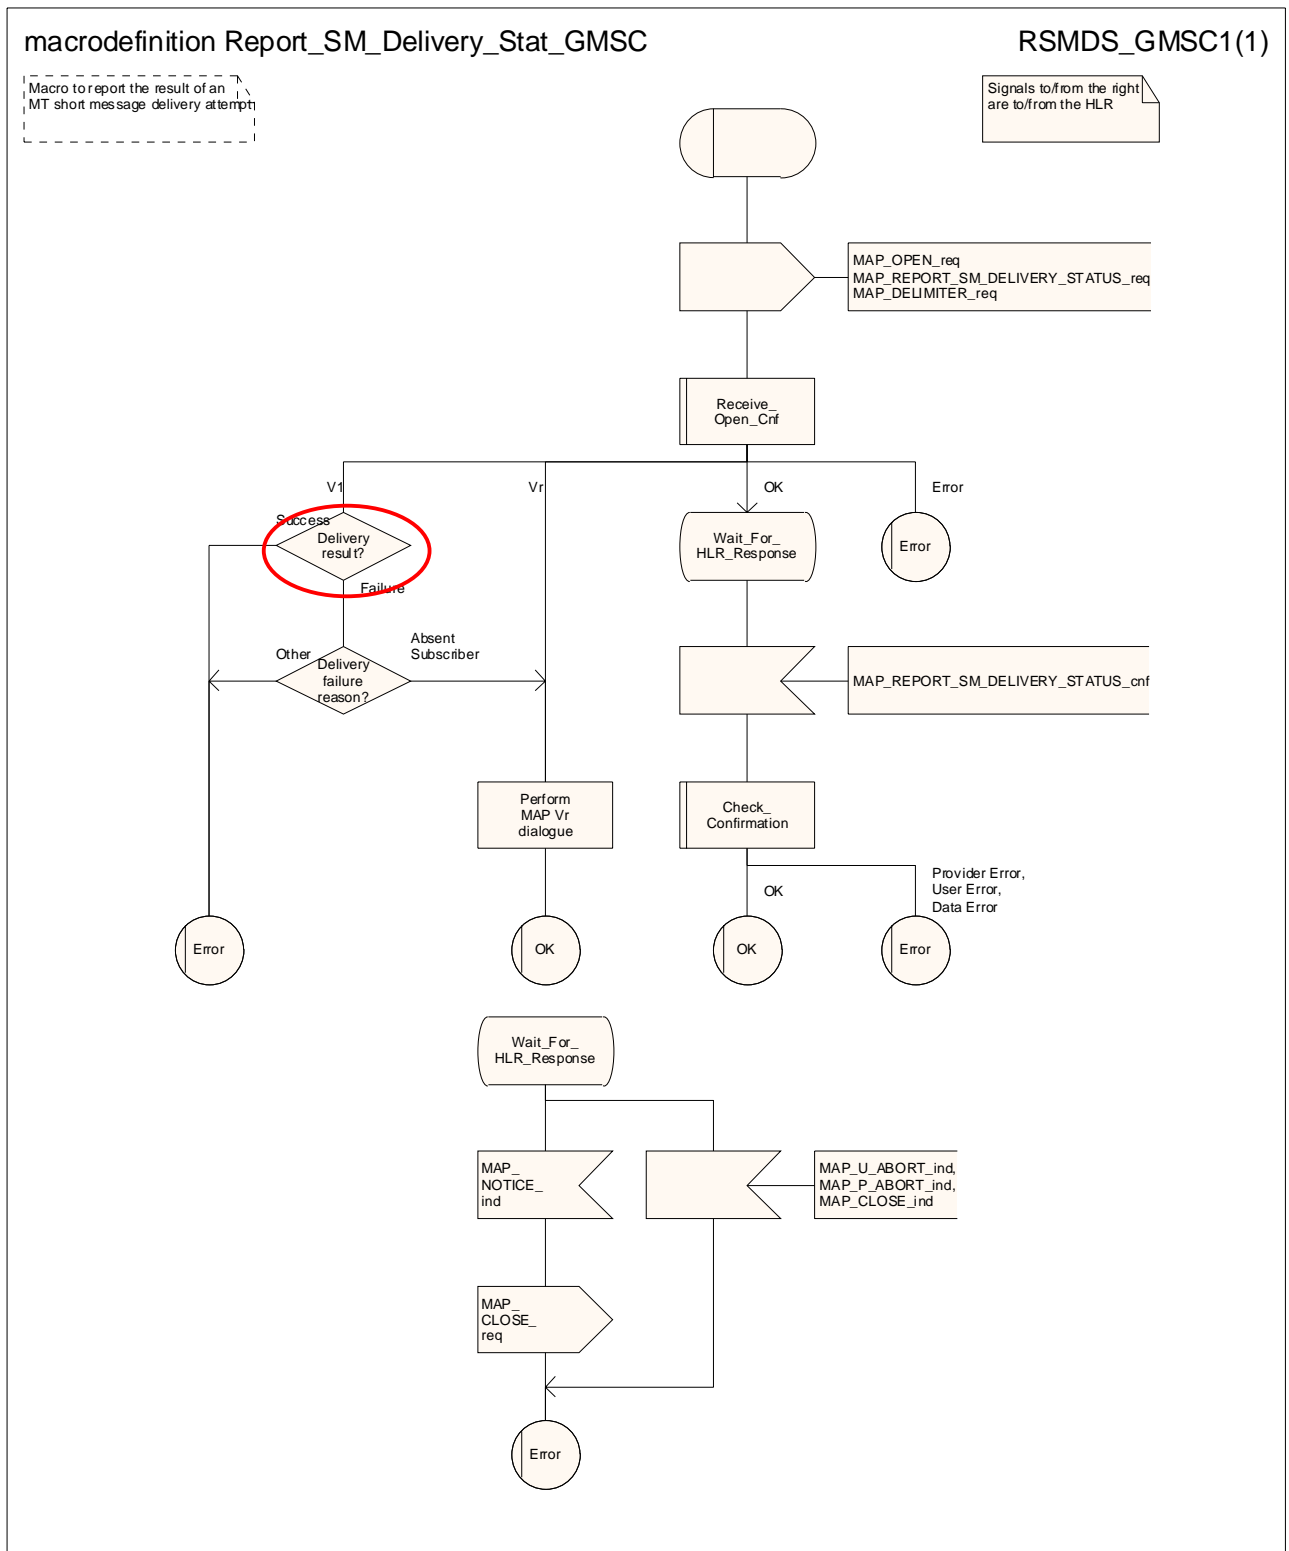 macrodefinition Report_SM_Delivery_Stat_GMSC
RSMDS_GMSC1(1)
Macro to report the result of an
MT short message delivery attempt
Signals to/from the right
are to/from the HLR
MAP_OPEN_req
MAP_REPORT_SM_DELIVERY_STATUS_req
MAP_DELIMITER_req
Receive_
Open_Cnf
V1
Vr
OK
Error
Success
Delivery
result?
Wait_For_
HLR_Response
Error
Failure
Other
Absent
Subscriber
Delivery
failure
reason?
MAP_REPORT_SM_DELIVERY_STATUS_cnf
Perform
MAP Vr
dialogue
Check_
Confirmation
OK
Provider Error,
User Error,
Data Error
Error
OK
OK
Error
Wait_For_
HLR_Response
MAP_
NOTICE_
ind
MAP_U_ABORT_ind,
MAP_P_ABORT_ind,
MAP_CLOSE_ind
MAP_
CLOSE_
req
Error